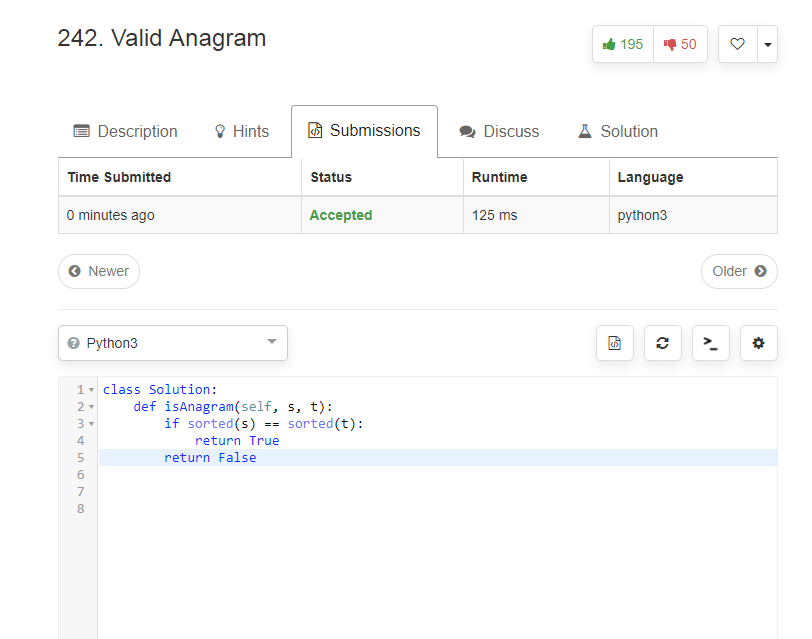 242. Valid Anagram
195 50
Description Hints Submissions Discuss Solution
Time Submitted Status Runtime Language
0 minutes ago Accepted 125 ms python3
Newer Older
Python3
1 class Solution:
2     def isAnagram(self, s, t):
3         if sorted(s) == sorted(t):
4             return True
5         return False
6
7
8